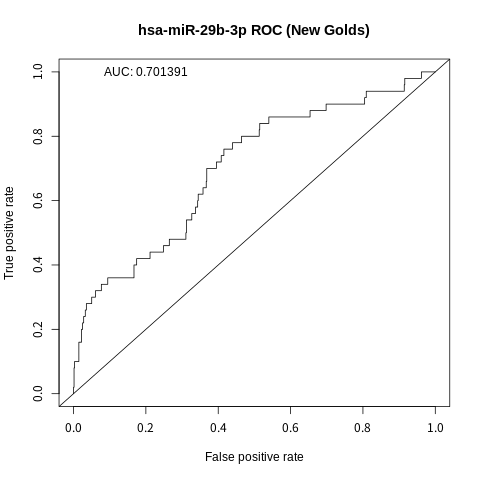 hsa-miR-29b-3p ROC (New Golds)
AUC: 0.701391
True positive rate
1.0
0.8
0.6
0.4
0.2
0.0
0.0 0.2 0.4 0.6 0.8 1.0
False positive rate